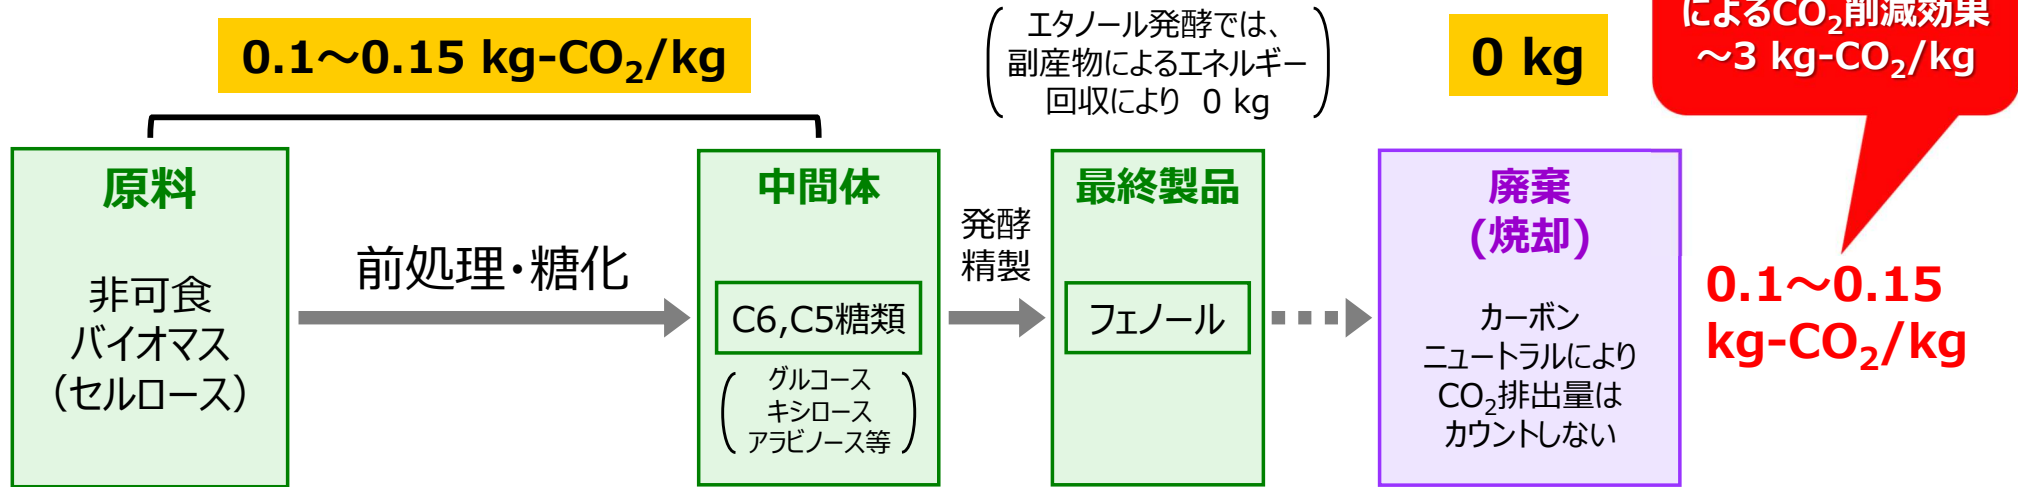 0.1～0.15 kg-CO₂/kg
エタノール発酵では、
副産物によるエネルギー
回収により 0 kg
0 kg
によるCO₂削減効果
～3 kg-CO₂/kg
原料
非可食
バイオマス
（セルロース）
前処理・糖化
中間体
C6,C5糖類
グルコース
キシロース
アラビノース等
発酵
精製
最終製品
フェノール
廃棄
(焼却)
カーボン
ニュートラルにより
CO₂排出量は
カウントしない
0.1～0.15
kg-CO₂/kg